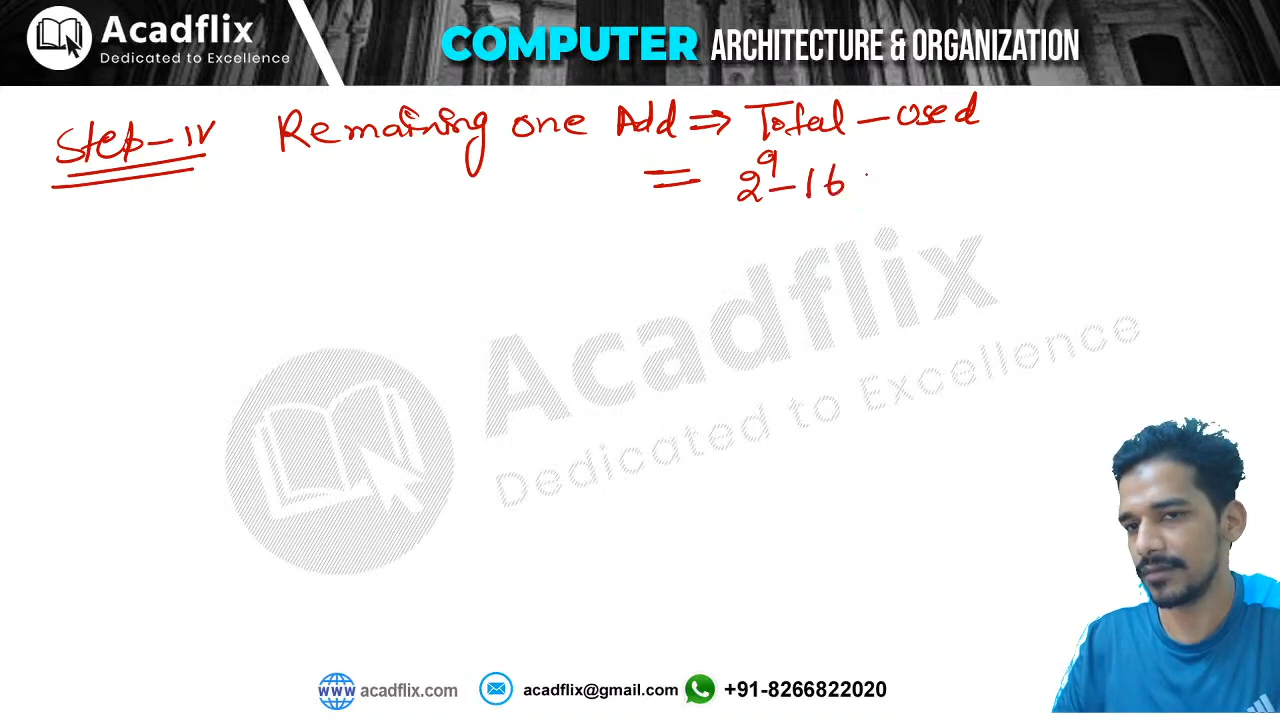 Acadflix
Dedicated to Excellence
COMPUTER ARCHITECTURE & ORGANIZATION
Step-IV Remaining one Add ⇒ Total - used
= 2⁹-16
Acadflix
Dedicated to Excellence
www acadflix.com acadflix@gmail.com +91-8266822020